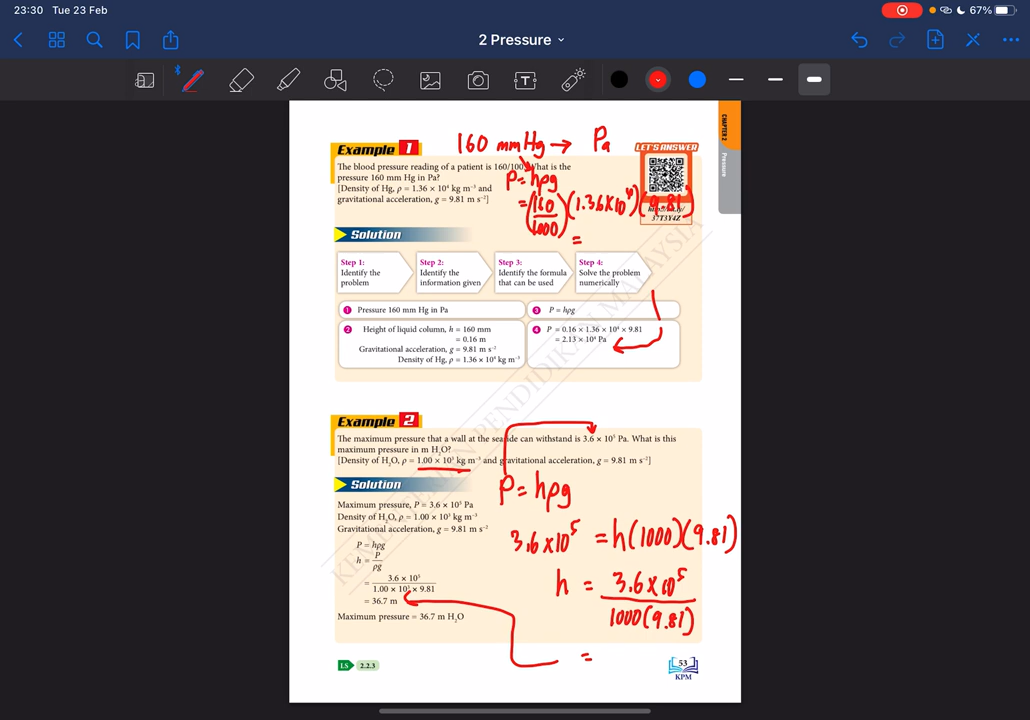 23:30 Tue 23 Feb
67%
2 Pressure
T
CHAPTER 2
Pressure
160 mmHg → Pa
Example 1
LET'S ANSWER
The blood pressure reading of a patient is 160/100. What is the
pressure 160 mm Hg in Pa?
[Density of Hg, ρ = 1.36 × 10⁴ kg m⁻³ and
gravitational acceleration, g = 9.81 m s⁻²]
P = hρg
= (160/1000)(1.36×10⁴)(9.81)
=
37T3Y4Z
Solution
Step 1:
Identify the
problem
Step 2:
Identify the
information given
Step 3:
Identify the formula
that can be used
Step 4:
Solve the problem
numerically
1 Pressure 160 mm Hg in Pa
3 P = hρg
2 Height of liquid column, h = 160 mm
= 0.16 m
Gravitational acceleration, g = 9.81 m s⁻²
Density of Hg, ρ = 1.36 × 10⁴ kg m⁻³
4 P = 0.16 × 1.36 × 10⁴ × 9.81
= 2.13 × 10⁴ Pa
KEMENTERIAN PENDIDIKAN MALAYSIA
Example 2
The maximum pressure that a wall at the seaside can withstand is 3.6 × 10⁵ Pa. What is this
maximum pressure in m H₂O?
[Density of H₂O, ρ = 1.00 × 10³ kg m⁻³ and gravitational acceleration, g = 9.81 m s⁻²]
Solution
Maximum pressure, P = 3.6 × 10⁵ Pa
Density of H₂O, ρ = 1.00 × 10³ kg m⁻³
Gravitational acceleration, g = 9.81 m s⁻²
P = hρg
h = P/ρg
= 3.6 × 10⁵ / 1.00 × 10³ × 9.81
= 36.7 m
Maximum pressure = 36.7 m H₂O
P = hρg
3.6×10⁵ = h(1000)(9.81)
h = 3.6×10⁵ / 1000(9.81)
=
LS 2.2.3
53
KPM